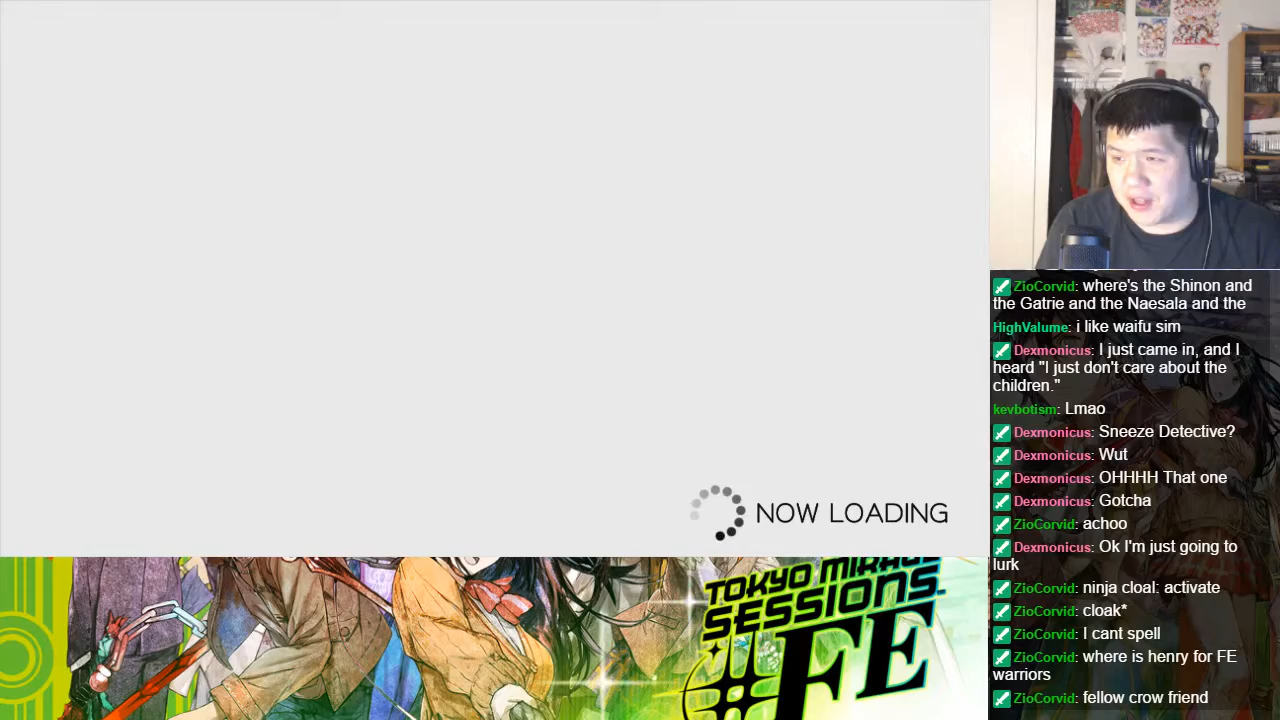 NOW LOADING
TOKYO MIRAGE
SESSIONS
#FE
ZioCorvid: where's the Shinon and
the Gatrie and the Naesala and the
HighValume: i like waifu sim
Dexmonicus: I just came in, and I
heard "I just don't care about the
children."
kevbotism: Lmao
Dexmonicus: Sneeze Detective?
Dexmonicus: Wut
Dexmonicus: OHHHH That one
Dexmonicus: Gotcha
ZioCorvid: achoo
Dexmonicus: Ok I'm just going to
lurk
ZioCorvid: ninja cloal: activate
ZioCorvid: cloak*
ZioCorvid: I cant spell
ZioCorvid: where is henry for FE
warriors
ZioCorvid: fellow crow friend